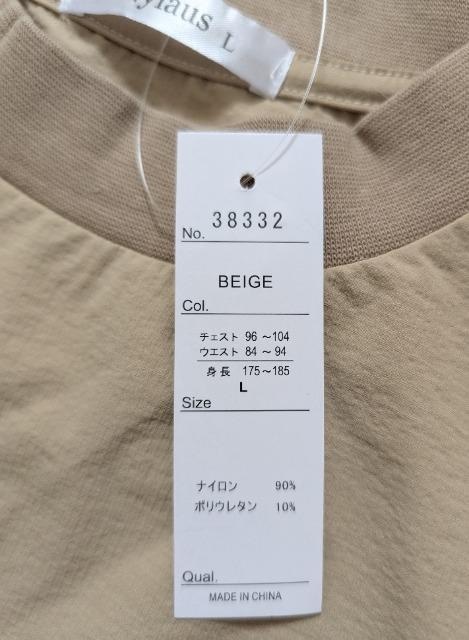 L
No. 38332
BEIGE
Col.
チェスト 96 ～104
ウエスト 84 ～94
身長 175～185
L
Size
ナイロン 90%
ポリウレタン 10%
Qual.
MADE IN CHINA